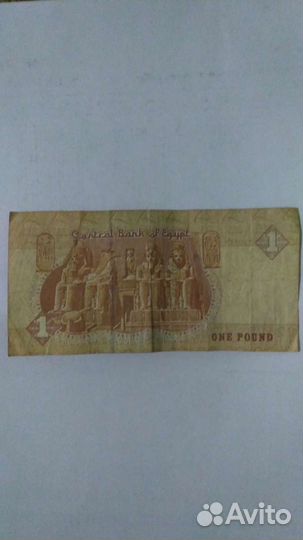 Central Bank of Egypt
1
1
ONE POUND
Avito